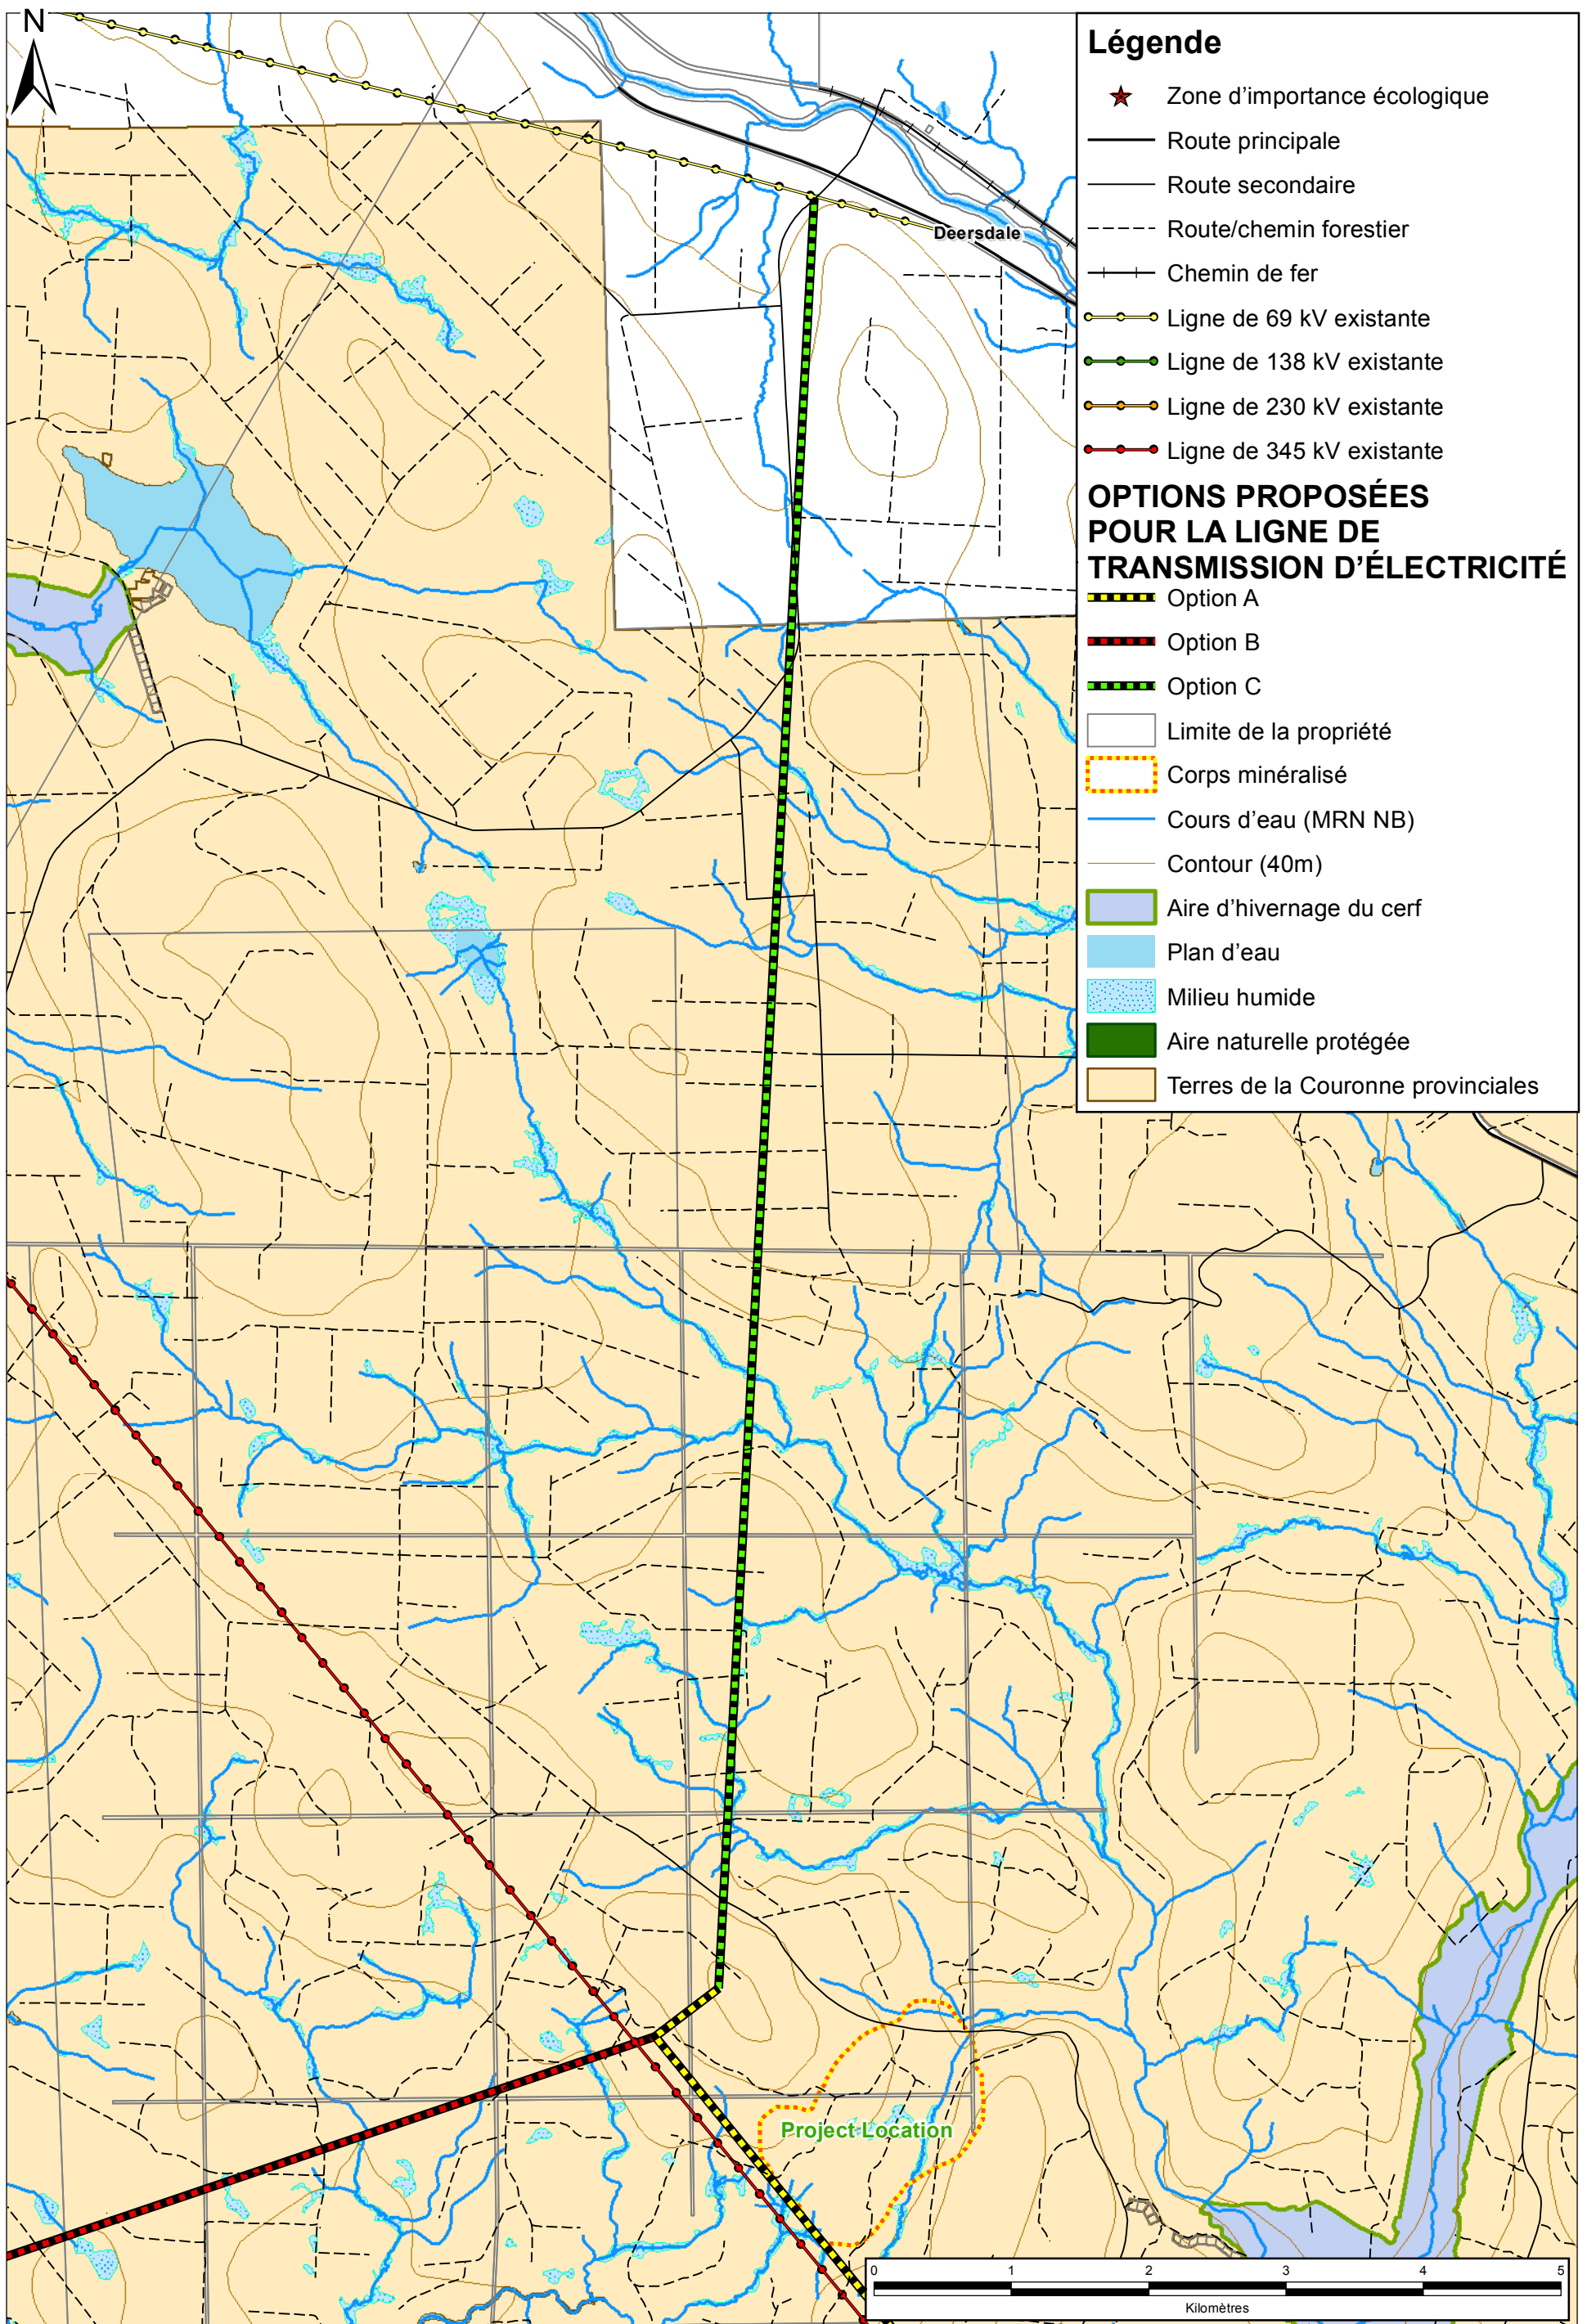 N
Légende
Zone d'importance écologique
Route principale
Route secondaire
Route/chemin forestier
Chemin de fer
Ligne de 69 kV existante
Ligne de 138 kV existante
Ligne de 230 kV existante
Ligne de 345 kV existante
OPTIONS PROPOSÉES
POUR LA LIGNE DE
TRANSMISSION D'ÉLECTRICITÉ
Option A
Option B
Option C
Limite de la propriété
Corps minéralisé
Cours d'eau (MRN NB)
Contour (40m)
Aire d'hivernage du cerf
Plan d'eau
Milieu humide
Aire naturelle protégée
Terres de la Couronne provinciales
Deersdale
Project Location
0 1 2 3 4 5
Kilomètres